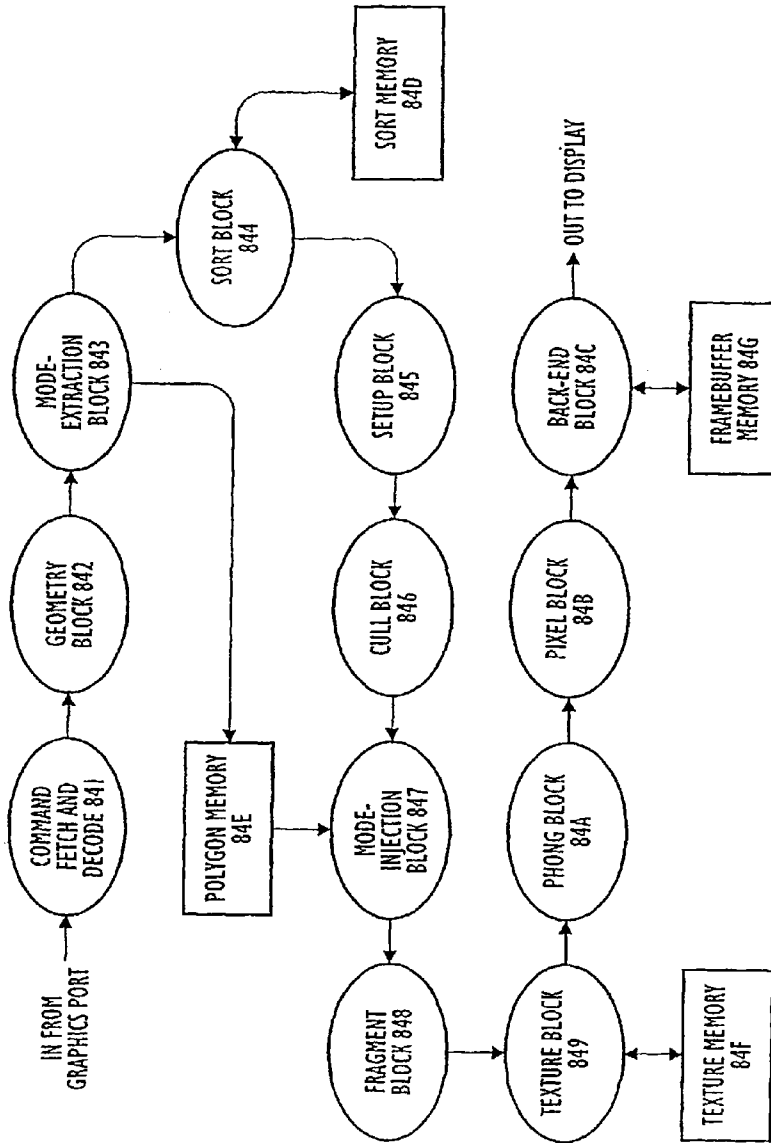 IN FROM
GRAPHICS PORT
COMMAND
FETCH AND
DECODE 841
GEOMETRY
BLOCK 842
MODE-
EXTRACTION
BLOCK 843
SORT BLOCK
844
SORT MEMORY
84D
POLYGON MEMORY
84E
SETUP BLOCK
845
CULL BLOCK
846
MODE-
INJECTION
BLOCK 847
FRAGMENT
BLOCK 848
TEXTURE BLOCK
849
TEXTURE MEMORY
84F
PHONG BLOCK
84A
PIXEL BLOCK
84B
BACK-END
BLOCK 84C
OUT TO DISPLAY
FRAMEBUFFER
MEMORY 84G